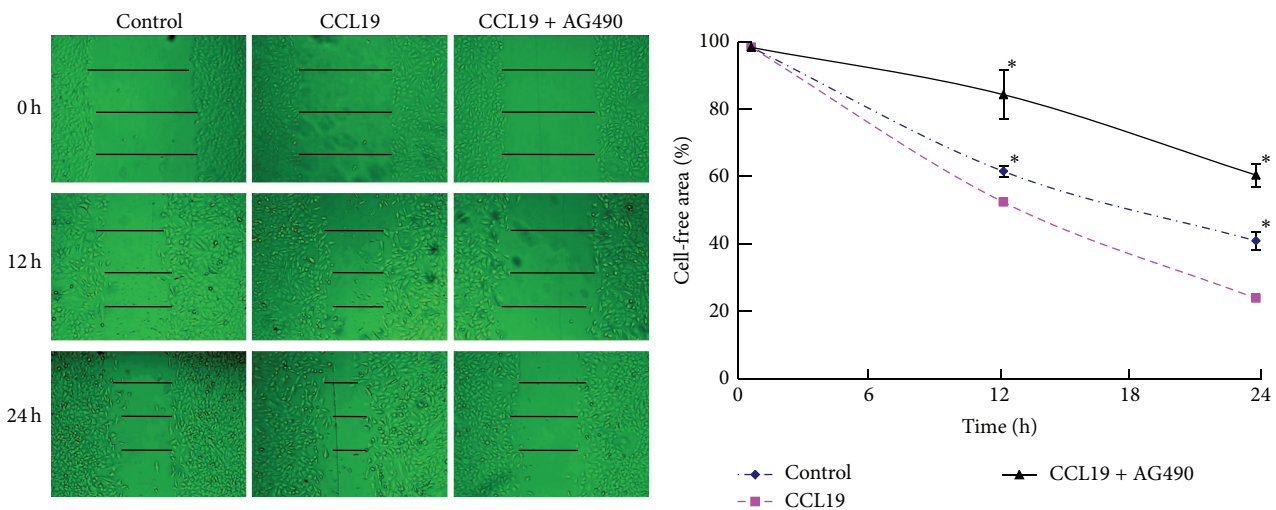 Control CCL19 CCL19 + AG490
0 h
12 h
24 h
Cell-free area (%)
100
80
60
40
20
0
* * * *
0 6 12 18 24
Time (h)
Control CCL19 + AG490
CCL19